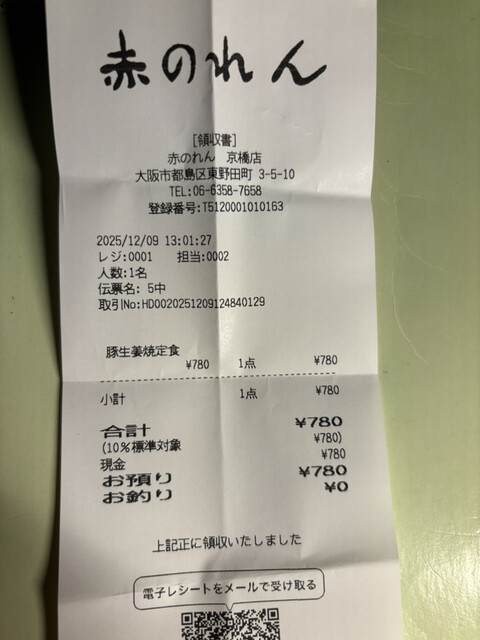 赤のれん
[領収書]
赤のれん 京橋店
大阪市都島区東野田町 3-5-10
TEL:06-6358-7658
登録番号:T5120001010163
2025/12/09 13:01:27
レジ:0001 担当:0002
人数:1名
伝票名: 5中
取引No:HD0020251209124840129
豚生姜焼定食
¥780 1点 ¥780
小計 1点 ¥780
合計 ¥780
(10%標準対象 ¥780)
現金 ¥780
お預り ¥780
お釣り ¥0
上記正に領収いたしました
電子レシートをメールで受け取る